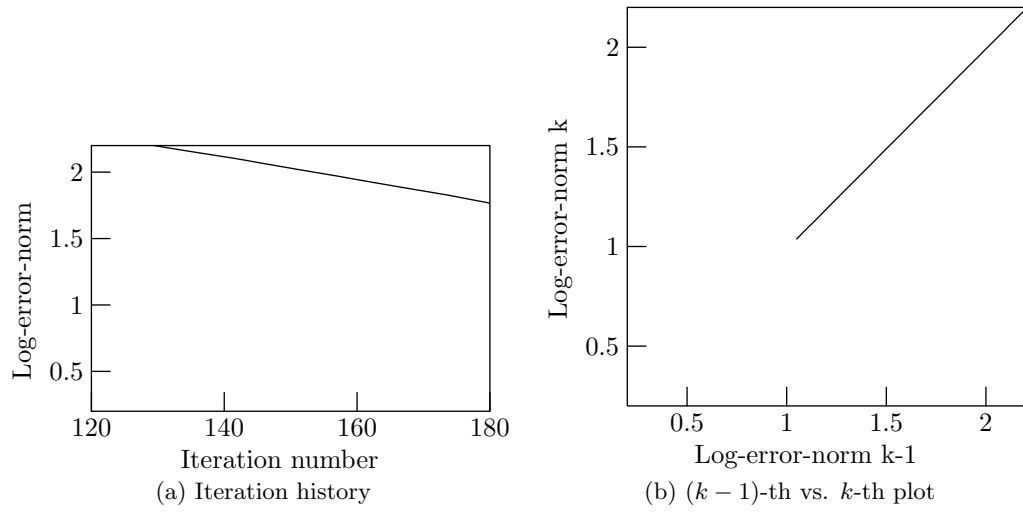 2
1.5
1
0.5
Log-error-norm
120
140
160
180
Iteration number
(a) Iteration history
2
1.5
1
0.5
Log-error-norm k
0.5
1
1.5
2
Log-error-norm k-1
(b) (k − 1)-th vs. k-th plot